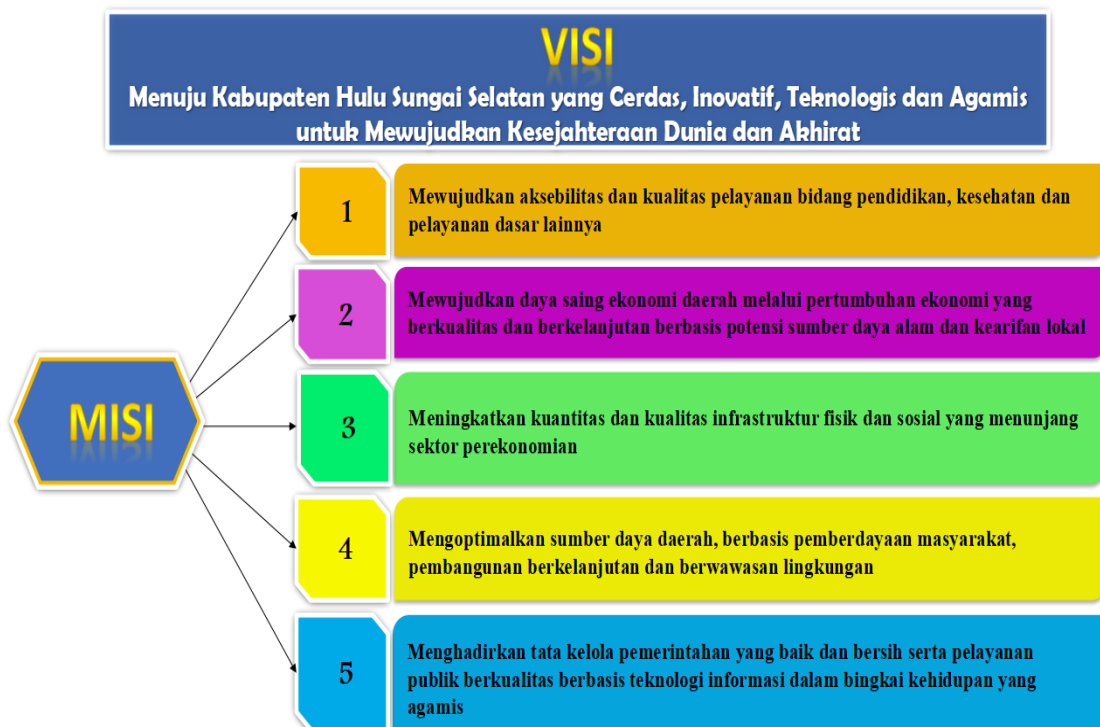 VISI
Menuju Kabupaten Hulu Sungai Selatan yang Cerdas, Inovatif, Teknologis dan Agamis
untuk Mewujudkan Kesejahteraan Dunia dan Akhirat
MISI
1
Mewujudkan aksebilitas dan kualitas pelayanan bidang pendidikan, kesehatan dan
pelayanan dasar lainnya
2
Mewujudkan daya saing ekonomi daerah melalui pertumbuhan ekonomi yang
berkualitas dan berkelanjutan berbasis potensi sumber daya alam dan kearifan lokal
3
Meningkatkan kuantitas dan kualitas infrastruktur fisik dan sosial yang menunjang
sektor perekonomian
4
Mengoptimalkan sumber daya daerah, berbasis pemberdayaan masyarakat,
pembangunan berkelanjutan dan berwawasan lingkungan
5
Menghadirkan tata kelola pemerintahan yang baik dan bersih serta pelayanan
publik berkualitas berbasis teknologi informasi dalam bingkai kehidupan yang
agamis